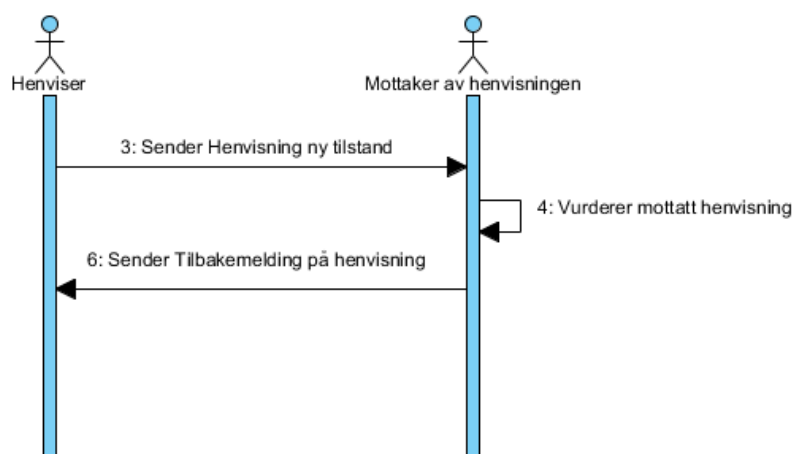 Henviser
Mottaker av henvisningen
3: Sender Henvisning ny tilstand
4: Vurderer mottatt henvisning
6: Sender Tilbakemelding på henvisning